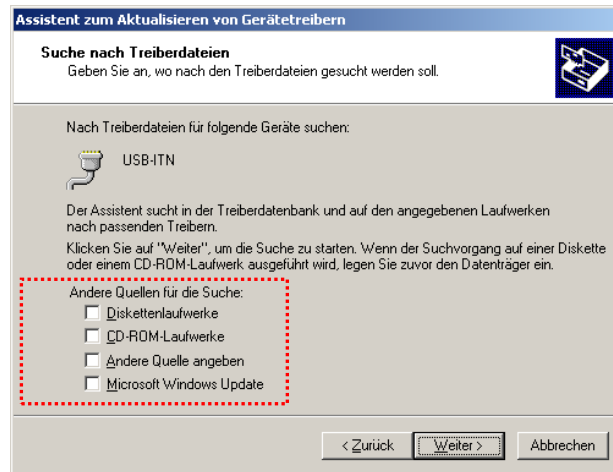 Assistent zum Aktualisieren von Gerätetreibern
Suche nach Treiberdateien
Geben Sie an, wo nach den Treiberdateien gesucht werden soll.
Nach Treiberdateien für folgende Geräte suchen:
USB-ITN
Der Assistent sucht in der Treiberdatenbank und auf den angegebenen Laufwerken
nach passenden Treibern.
Klicken Sie auf "Weiter", um die Suche zu starten. Wenn der Suchvorgang auf einer Diskette
oder einem CD-ROM-Laufwerk ausgeführt wird, legen Sie zuvor den Datenträger ein.
Andere Quellen für die Suche:
Diskettenlaufwerke
CD-ROM-Laufwerke
Andere Quelle angeben
Microsoft Windows Update
< Zurück Weiter > Abbrechen